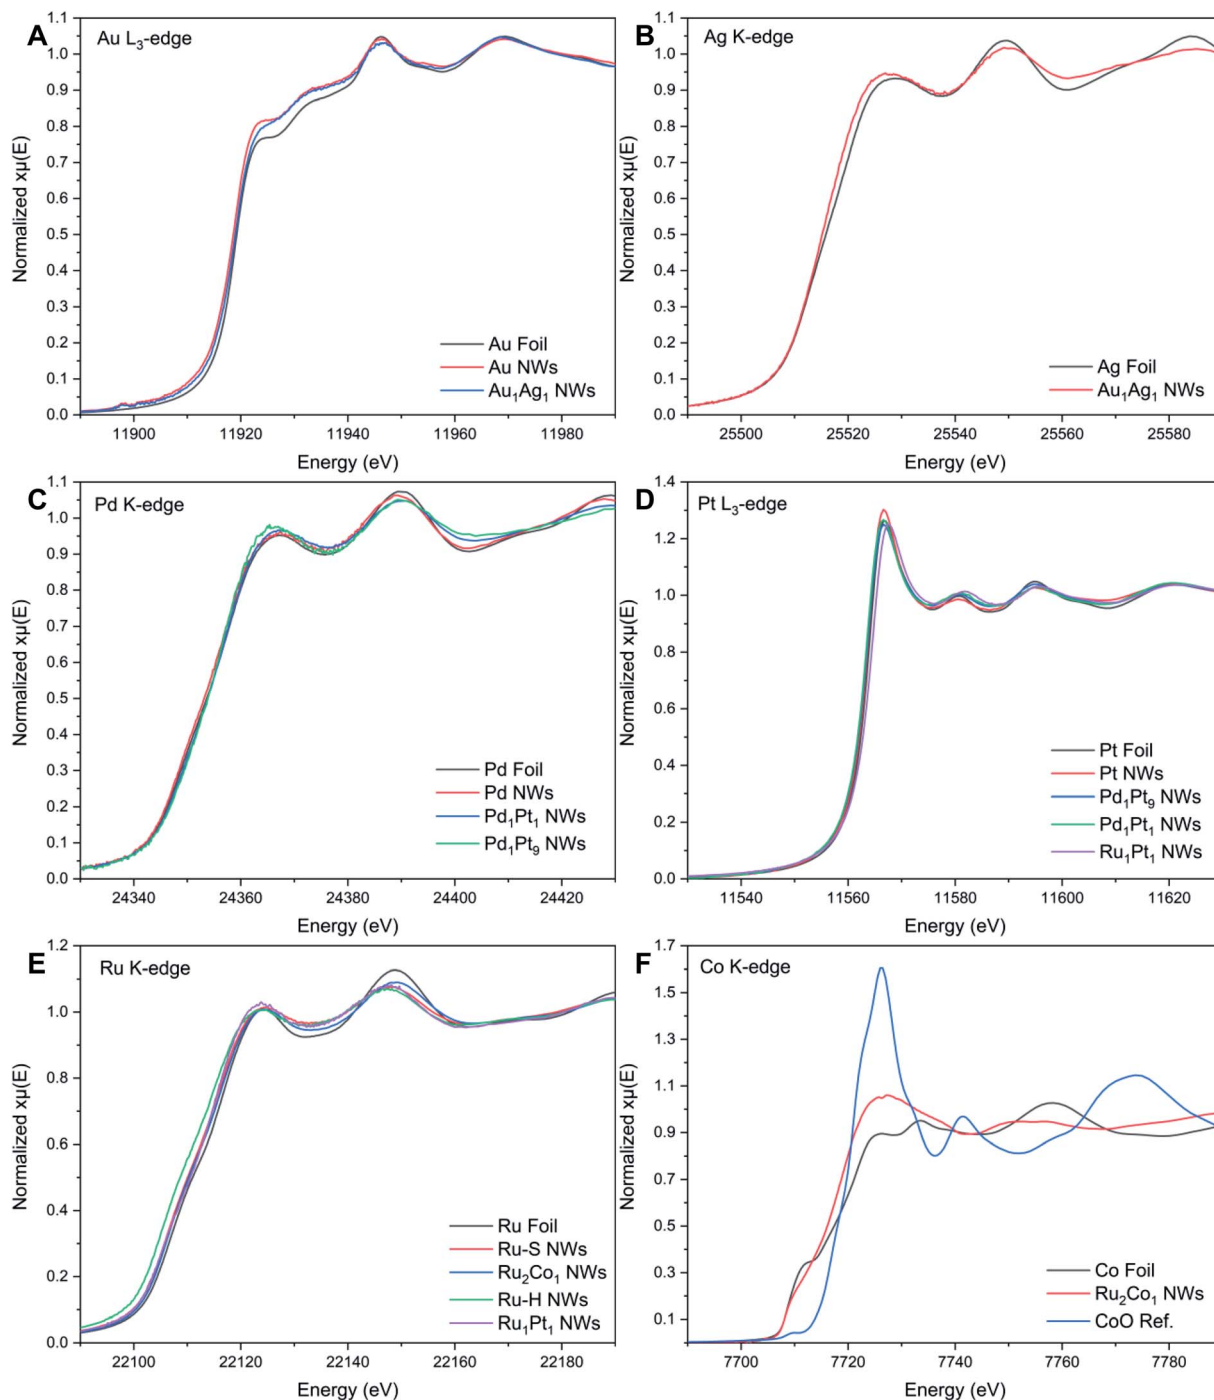 A
Au L₃-edge
Normalized xμ(E)
1.1
1.0
0.9
0.8
0.7
0.6
0.5
0.4
0.3
0.2
0.1
0.0
Au Foil
Au NWs
Au₁Ag₁ NWs
11900 11920 11940 11960 11980
Energy (eV)
B
Ag K-edge
Normalized xμ(E)
1.1
1.0
0.9
0.8
0.7
0.6
0.5
0.4
0.3
0.2
0.1
0.0
Ag Foil
Au₁Ag₁ NWs
25500 25520 25540 25560 25580
Energy (eV)
C
Pd K-edge
Normalized xμ(E)
1.1
1.0
0.9
0.8
0.7
0.6
0.5
0.4
0.3
0.2
0.1
0.0
Pd Foil
Pd NWs
Pd₁Pt₁ NWs
Pd₁Pt₉ NWs
24340 24360 24380 24400 24420
Energy (eV)
D
Pt L₃-edge
Normalized xμ(E)
1.4
1.2
1.0
0.8
0.6
0.4
0.2
0.0
Pt Foil
Pt NWs
Pd₁Pt₉ NWs
Pd₁Pt₁ NWs
Ru₁Pt₁ NWs
11540 11560 11580 11600 11620
Energy (eV)
E
Ru K-edge
Normalized xμ(E)
1.2
1.0
0.8
0.6
0.4
0.2
0.0
Ru Foil
Ru-S NWs
Ru₂Co₁ NWs
Ru-H NWs
Ru₁Pt₁ NWs
22100 22120 22140 22160 22180
Energy (eV)
F
Co K-edge
Normalized xμ(E)
1.7
1.5
1.3
1.1
0.9
0.7
0.5
0.3
0.1
Co Foil
Ru₂Co₁ NWs
CoO Ref.
7700 7720 7740 7760 7780
Energy (eV)